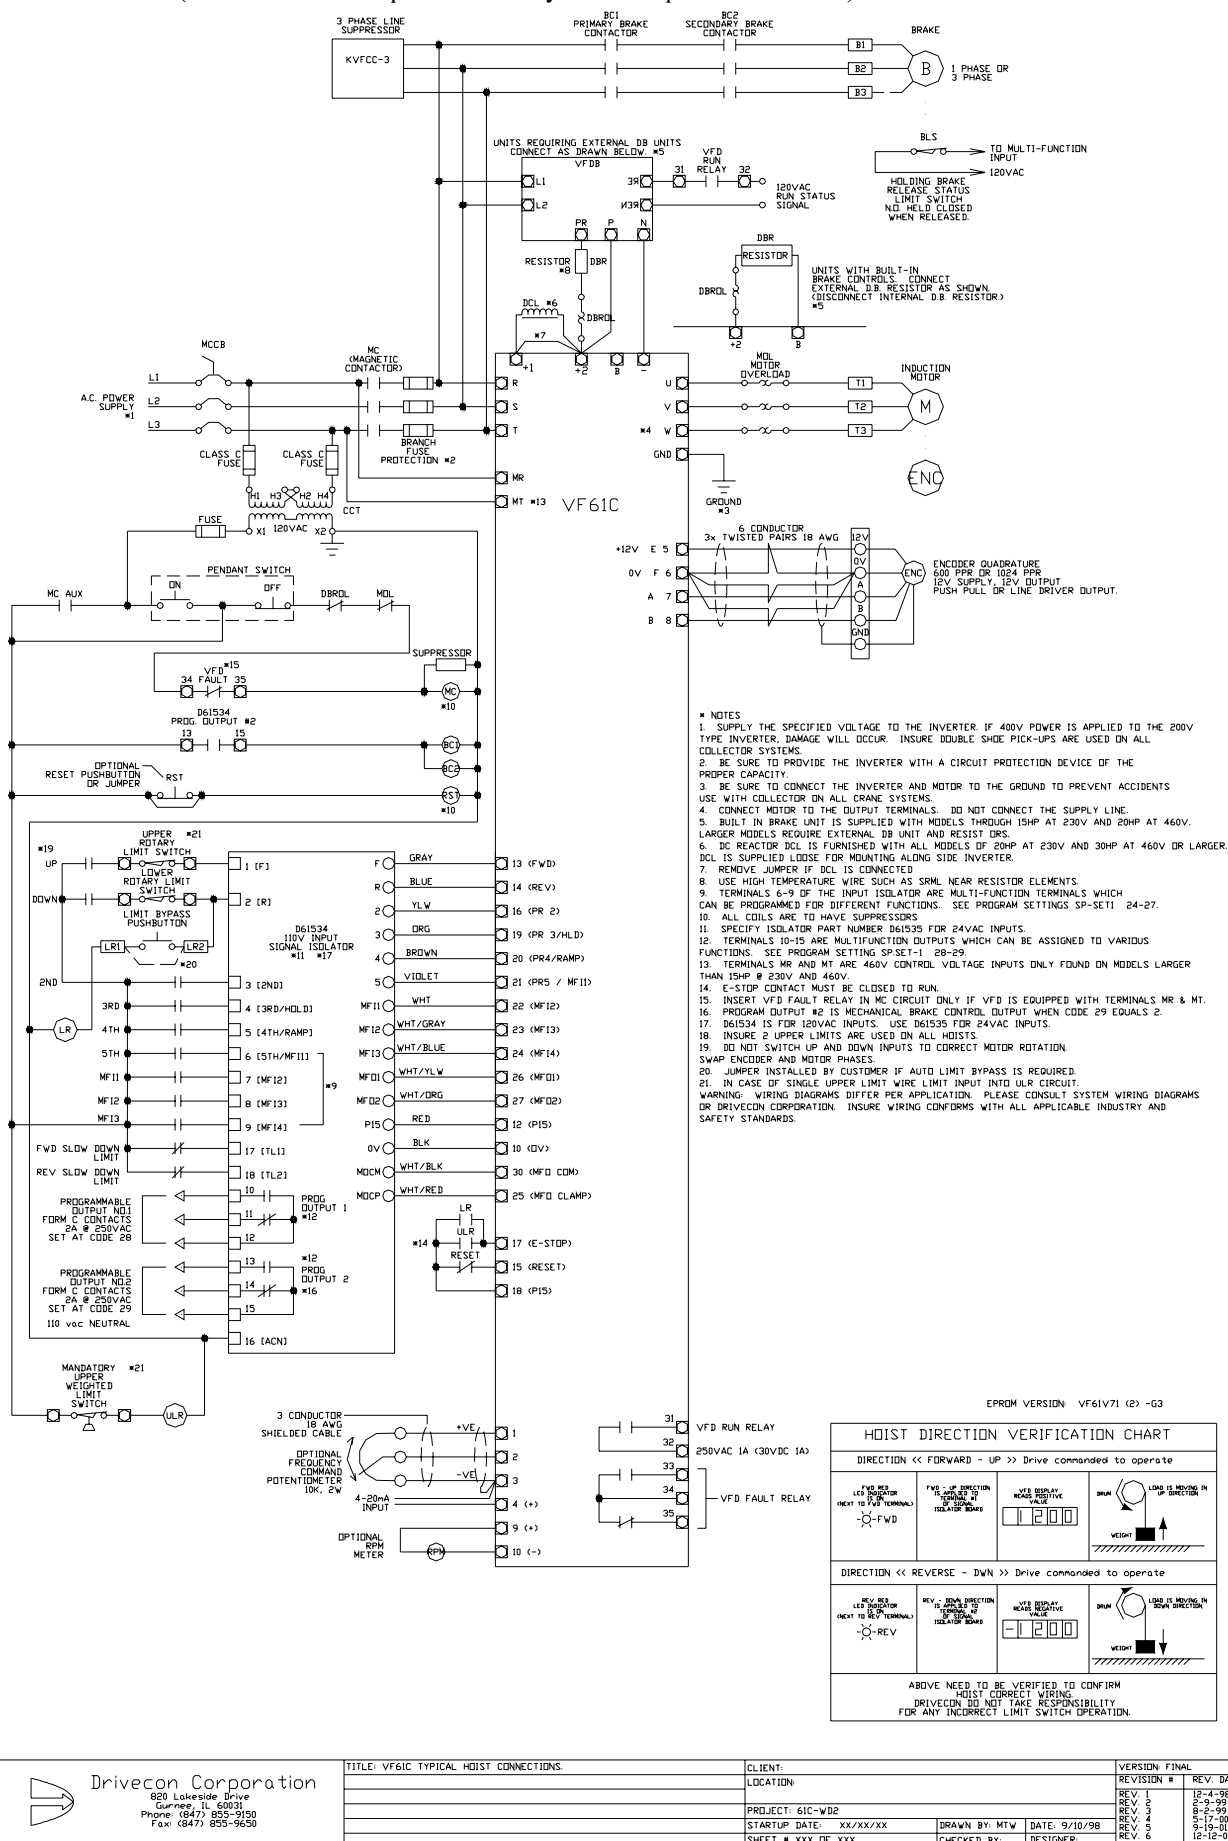 3 PHASE LINE
SUPPRESSOR
KVFCC-3
BC1
PRIMARY BRAKE
CONTACTOR
BC2
SECONDARY BRAKE
CONTACTOR
BRAKE
B1
B2
B3
B
1 PHASE OR
3 PHASE
UNITS REQUIRING EXTERNAL DB UNITS
CONNECT AS DRAWN BELOW. *5
VFDB
L1
L2
3R
3EN
PR
P
N
31
VFD
RUN
RELAY
32
120VAC
RUN STATUS
SIGNAL
BLS
TO MULTI-FUNCTION
INPUT
120VAC
HOLDING BRAKE
RELEASE STATUS
LIMIT SWITCH
N.O. HELD CLOSED
WHEN RELEASED.
RESISTOR
*8
DBR
DBROL
DCL *6
*7
DBR
RESISTOR
DBROL
+2
B
UNITS WITH BUILT-IN
BRAKE CONTROLS. CONNECT
EXTERNAL D.B. RESISTOR AS SHOWN.
(DISCONNECT INTERNAL D.B. RESISTOR.)
*5
MCCB
L1
L2
L3
A.C. POWER
SUPPLY
*1
MC
(MAGNETIC
CONTACTOR)
BRANCH
FUSE
PROTECTION *2
+1
+2
B
-
R
S
T
MR
MT *13
VF61C
U
V
*4 W
GND
GROUND
*3
MOL
MOTOR
OVERLOAD
T1
T2
T3
INDUCTION
MOTOR
M
ENC
CLASS C
FUSE
CLASS C
FUSE
H1 H3 H2 H4
CCT
FUSE
X1 120VAC X2
PENDANT SWITCH
ON
OFF
MC AUX
DBROL
MOL
+12V E 5
0V F 6
A 7
B 8
6 CONDUCTOR
3x TWISTED PAIRS 18 AWG
12V
0V
A
B
GND
ENC
ENCODER QUADRATURE
600 PPR OR 1024 PPR
12V SUPPLY, 12V OUTPUT
PUSH PULL OR LINE DRIVER OUTPUT.
SUPPRESSOR
VFD *15
34 FAULT 35
MC
*10
D61534
PROG. OUTPUT #2
13
15
BC1
BC2
OPTIONAL
RESET PUSHBUTTON
OR JUMPER
RST
RST
*10
* NOTES
1. SUPPLY THE SPECIFIED VOLTAGE TO THE INVERTER. IF 400V POWER IS APPLIED TO THE 200V
TYPE INVERTER, DAMAGE WILL OCCUR. INSURE DOUBLE SHOE PICK-UPS ARE USED ON ALL
COLLECTOR SYSTEMS.
2. BE SURE TO PROVIDE THE INVERTER WITH A CIRCUIT PROTECTION DEVICE OF THE
PROPER CAPACITY.
3. BE SURE TO CONNECT THE INVERTER AND MOTOR TO THE GROUND TO PREVENT ACCIDENTS
USE WITH COLLECTOR ON ALL CRANE SYSTEMS.
4. CONNECT MOTOR TO THE OUTPUT TERMINALS. DO NOT CONNECT THE SUPPLY LINE.
5. BUILT IN BRAKE UNIT IS SUPPLIED WITH MODELS THROUGH 15HP AT 230V AND 20HP AT 460V.
LARGER MODELS REQUIRE EXTERNAL DB UNIT AND RESIST ORS.
6. DC REACTOR DCL IS FURNISHED WITH ALL MODELS OF 20HP AT 230V AND 30HP AT 460V OR LARGER.
DCL IS SUPPLIED LOOSE FOR MOUNTING ALONG SIDE INVERTER.
7. REMOVE JUMPER IF DCL IS CONNECTED
8. USE HIGH TEMPERATURE WIRE SUCH AS SRML NEAR RESISTOR ELEMENTS.
9. TERMINALS 6-9 OF THE INPUT ISOLATOR ARE MULTI-FUNCTION TERMINALS WHICH
CAN BE PROGRAMMED FOR DIFFERENT FUNCTIONS. SEE PROGRAM SETTINGS SP-SET1 24-27.
10. ALL COILS ARE TO HAVE SUPPRESSORS
11. SPECIFY ISOLATOR PART NUMBER D61535 FOR 24VAC INPUTS.
12. TERMINALS 10-15 ARE MULTIFUNCTION OUTPUTS WHICH CAN BE ASSIGNED TO VARIOUS
FUNCTIONS. SEE PROGRAM SETTING SP.SET-1 28-29.
13. TERMINALS MR AND MT ARE 460V CONTROL VOLTAGE INPUTS ONLY FOUND ON MODELS LARGER
THAN 15HP @ 230V AND 460V.
14. E-STOP CONTACT MUST BE CLOSED TO RUN.
15. INSERT VFD FAULT RELAY IN MC CIRCUIT ONLY IF VFD IS EQUIPPED WITH TERMINALS MR & MT.
16. PROGRAM OUTPUT #2 IS MECHANICAL BRAKE CONTROL OUTPUT WHEN CODE 29 EQUALS 2.
17. D61534 IS FOR 120VAC INPUTS. USE D61535 FOR 24VAC INPUTS.
18. INSURE 2 UPPER LIMITS ARE USED ON ALL HOISTS.
19. DO NOT SWITCH UP AND DOWN INPUTS TO CORRECT MOTOR ROTATION.
SWAP ENCODER AND MOTOR PHASES.
20. JUMPER INSTALLED BY CUSTOMER IF AUTO LIMIT BYPASS IS REQUIRED.
21. IN CASE OF SINGLE UPPER LIMIT WIRE LIMIT INPUT INTO ULR CIRCUIT.
WARNING: WIRING DIAGRAMS DIFFER PER APPLICATION. PLEASE CONSULT SYSTEM WIRING DIAGRAMS
OR DRIVECON CORPORATION. INSURE WIRING CONFORMS WITH ALL APPLICABLE INDUSTRY AND
SAFETY STANDARDS.
*19
UP
UPPER *21
ROTARY
LIMIT SWITCH
LOWER
ROTARY LIMIT
SWITCH
DOWN
LIMIT BYPASS
PUSHBUTTON
LR1
LR2
*20
LR
2ND
3RD
4TH
5TH
MFI1
MFI2
MFI3
FWD SLOW DOWN
LIMIT
REV SLOW DOWN
LIMIT
1 [F]
2 [R]
3 [2ND]
4 [3RD/HOLD]
5 [4TH/RAMP]
6 [5TH/MFI1]
7 [MFI2]
8 [MFI3]
9 [MFI4]
*9
17 [TL1]
18 [TL2]
D61534
110V INPUT
SIGNAL ISOLATOR
*11 *17
F GRAY 13 (FWD)
R BLUE 14 (REV)
2 YLW 16 (PR 2)
3 ORG 19 (PR 3/HLD)
4 BROWN 20 (PR4/RAMP)
5 VIOLET 21 (PR5 / MFI1)
MFI1 WHT 22 (MFI2)
MFI2 WHT/GRAY 23 (MFI3)
MFI3 WHT/BLUE 24 (MFI4)
MFO1 WHT/YLW 26 (MFO1)
MFO2 WHT/ORG 27 (MFO2)
P15 RED 12 (P15)
0V BLK 10 (0V)
MOCM WHT/BLK 30 (MFO COM)
MOCP WHT/RED 25 (MFO CLAMP)
PROGRAMMABLE
OUTPUT NO.1
FORM C CONTACTS
2A @ 250VAC
SET AT CODE 28
10
11
12
PROG
OUTPUT 1
*12
PROGRAMMABLE
OUTPUT NO.2
FORM C CONTACTS
2A @ 250VAC
SET AT CODE 29
13
14
15
*12
PROG
OUTPUT 2
*16
110 vac NEUTRAL
16 [ACN]
LR
ULR
RESET
*14
17 (E-STOP)
15 (RESET)
18 (P15)
MANDATORY *21
UPPER
WEIGHTED
LIMIT
SWITCH
ULR
3 CONDUCTOR
18 AWG
SHIELDED CABLE
OPTIONAL
FREQUENCY
COMMAND
POTENTIOMETER
10K, 2W
4-20mA
INPUT
OPTIONAL
RPM
METER
RPM
+VE
-VE
1
2
3
4 (+)
9 (+)
10 (-)
31
32
33
34
35
VFD RUN RELAY
250VAC 1A (30VDC 1A)
VFD FAULT RELAY
EPROM VERSION: VF61V71 (2) -G3
HOIST DIRECTION VERIFICATION CHART
DIRECTION << FORWARD - UP >> Drive commanded to operate
FWD RED
LED INDICATOR
IS ON
(NEXT TO FWD TERMINAL)
-FWD
FWD - UP DIRECTION
IS APPLIED TO
TERMINAL #1
OF SIGNAL
ISOLATOR BOARD
VFD DISPLAY
READS POSITIVE
VALUE
1200
DRUM
LOAD IS MOVING IN
UP DIRECTION
WEIGHT
DIRECTION << REVERSE - DWN >> Drive commanded to operate
REV RED
LED INDICATOR
IS ON
(NEXT TO REV TERMINAL)
-REV
REV - DOWN DIRECTION
IS APPLIED TO
TERMINAL #2
OF SIGNAL
ISOLATOR BOARD
VFD DISPLAY
READS NEGATIVE
VALUE
-1200
DRUM
LOAD IS MOVING IN
DOWN DIRECTION
WEIGHT
ABOVE NEED TO BE VERIFIED TO CONFIRM
HOIST CORRECT WIRING.
DRIVECON DO NOT TAKE RESPONSIBILITY
FOR ANY INCORRECT LIMIT SWITCH OPERATION.
Drivecon Corporation
820 Lakeside Drive
Gurnee, IL 60031
Phone: (847) 855-9150
Fax: (847) 855-9650
TITLE: VF61C TYPICAL HOIST CONNECTIONS.
CLIENT:
LOCATION:
PROJECT: 61C-WD2
STARTUP DATE: XX/XX/XX
DRAWN BY: MTW
DATE: 9/10/98
SHEET # XXX OF XXX
CHECKED BY:
DESIGNER:
VERSION: FINAL
REVISION #
REV. 1 12-4-98
REV. 2 2-9-99
REV. 3 8-2-99
REV. 4 5-17-00
REV. 5 9-19-01
REV. 6